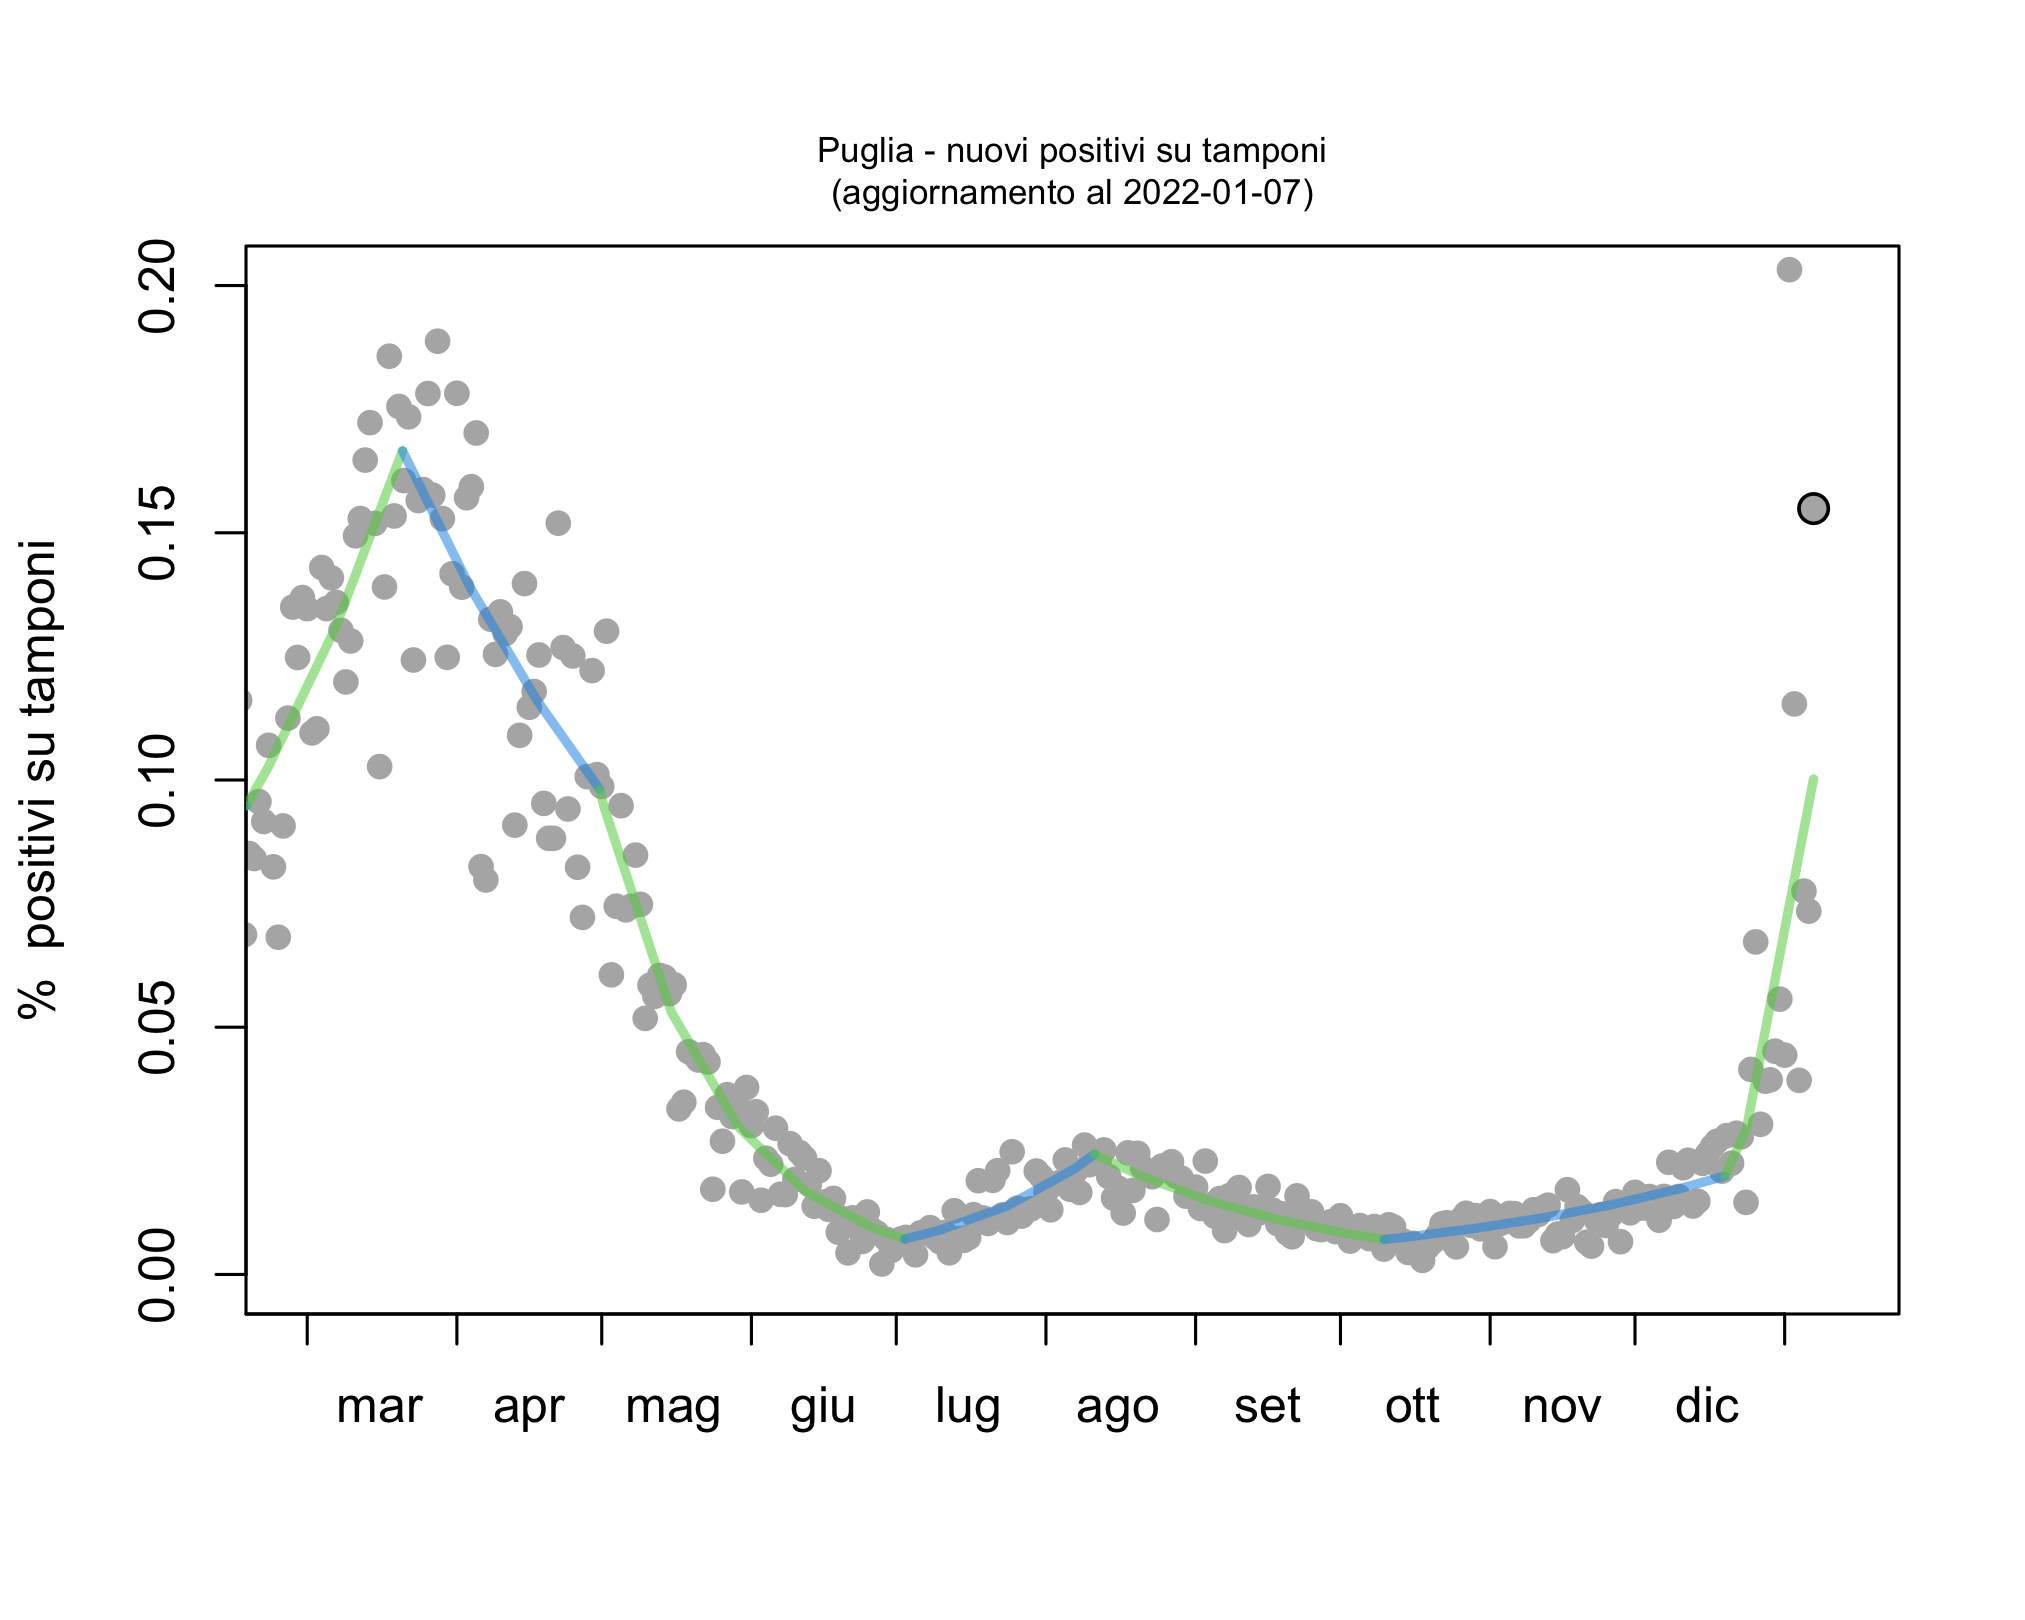 Puglia - nuovi positivi su tamponi
(aggiornamento al 2022-01-07)
% positivi su tamponi
0.20
0.15
0.10
0.05
0.00
mar apr mag giu lug ago set ott nov dic